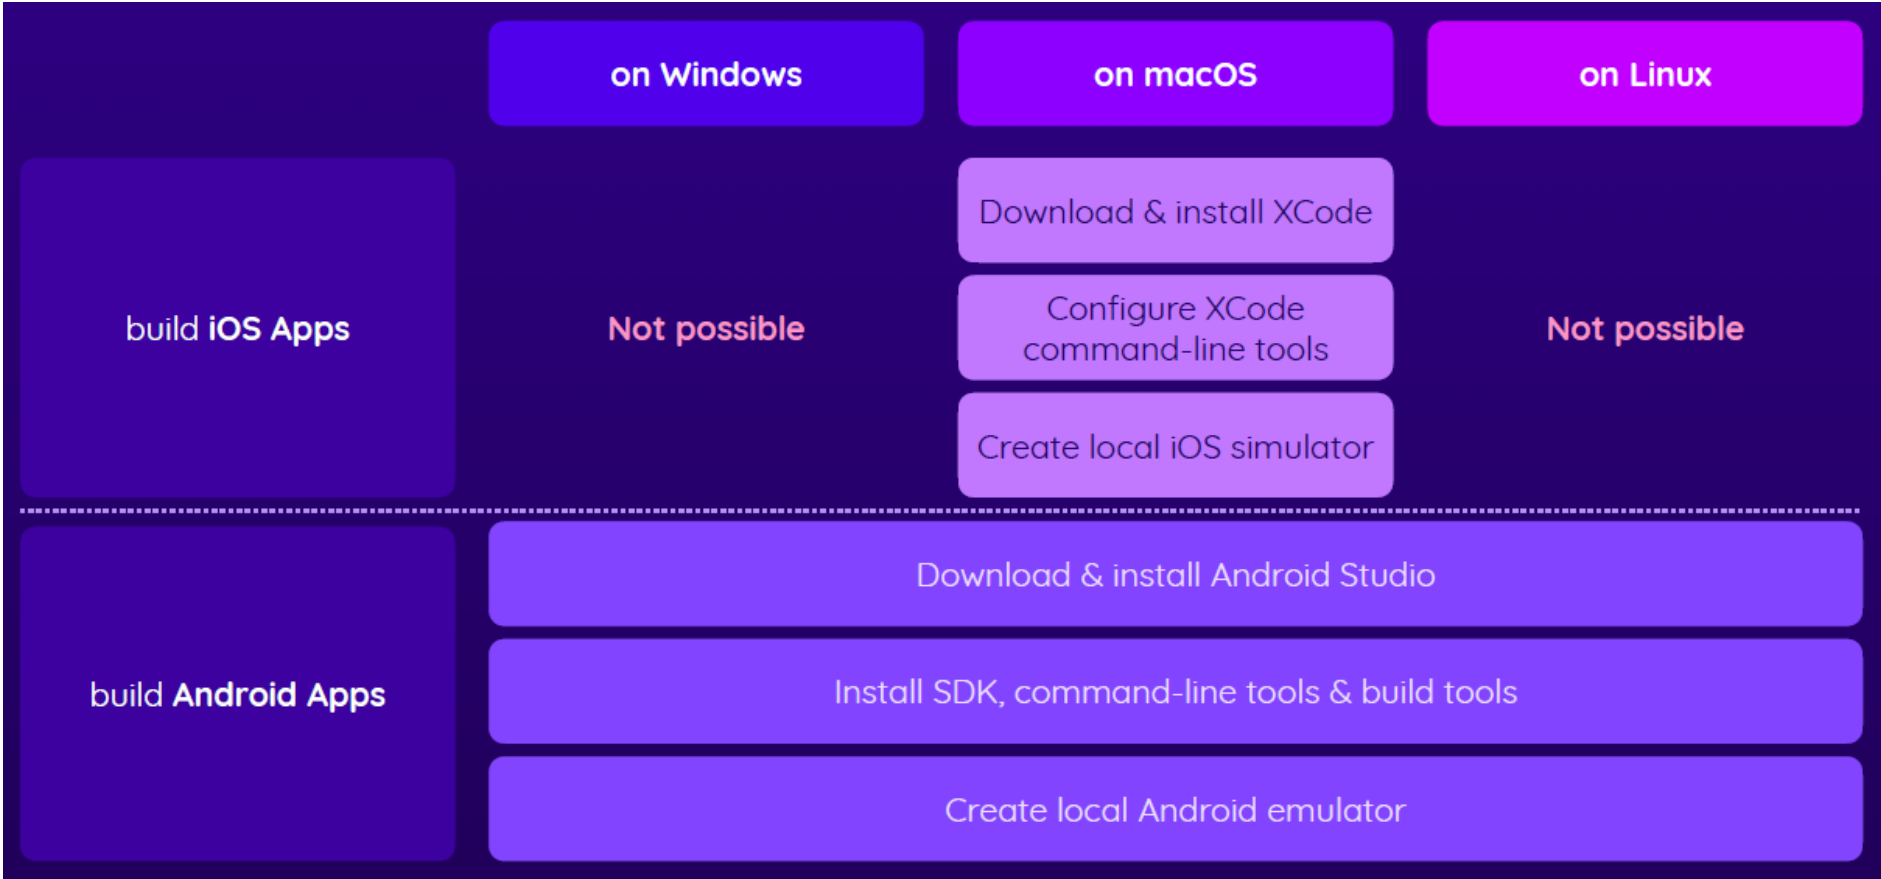 on Windows
on macOS
on Linux
build iOS Apps
Not possible
Download & install XCode
Configure XCode
command-line tools
Create local iOS simulator
Not possible
build Android Apps
Download & install Android Studio
Install SDK, command-line tools & build tools
Create local Android emulator